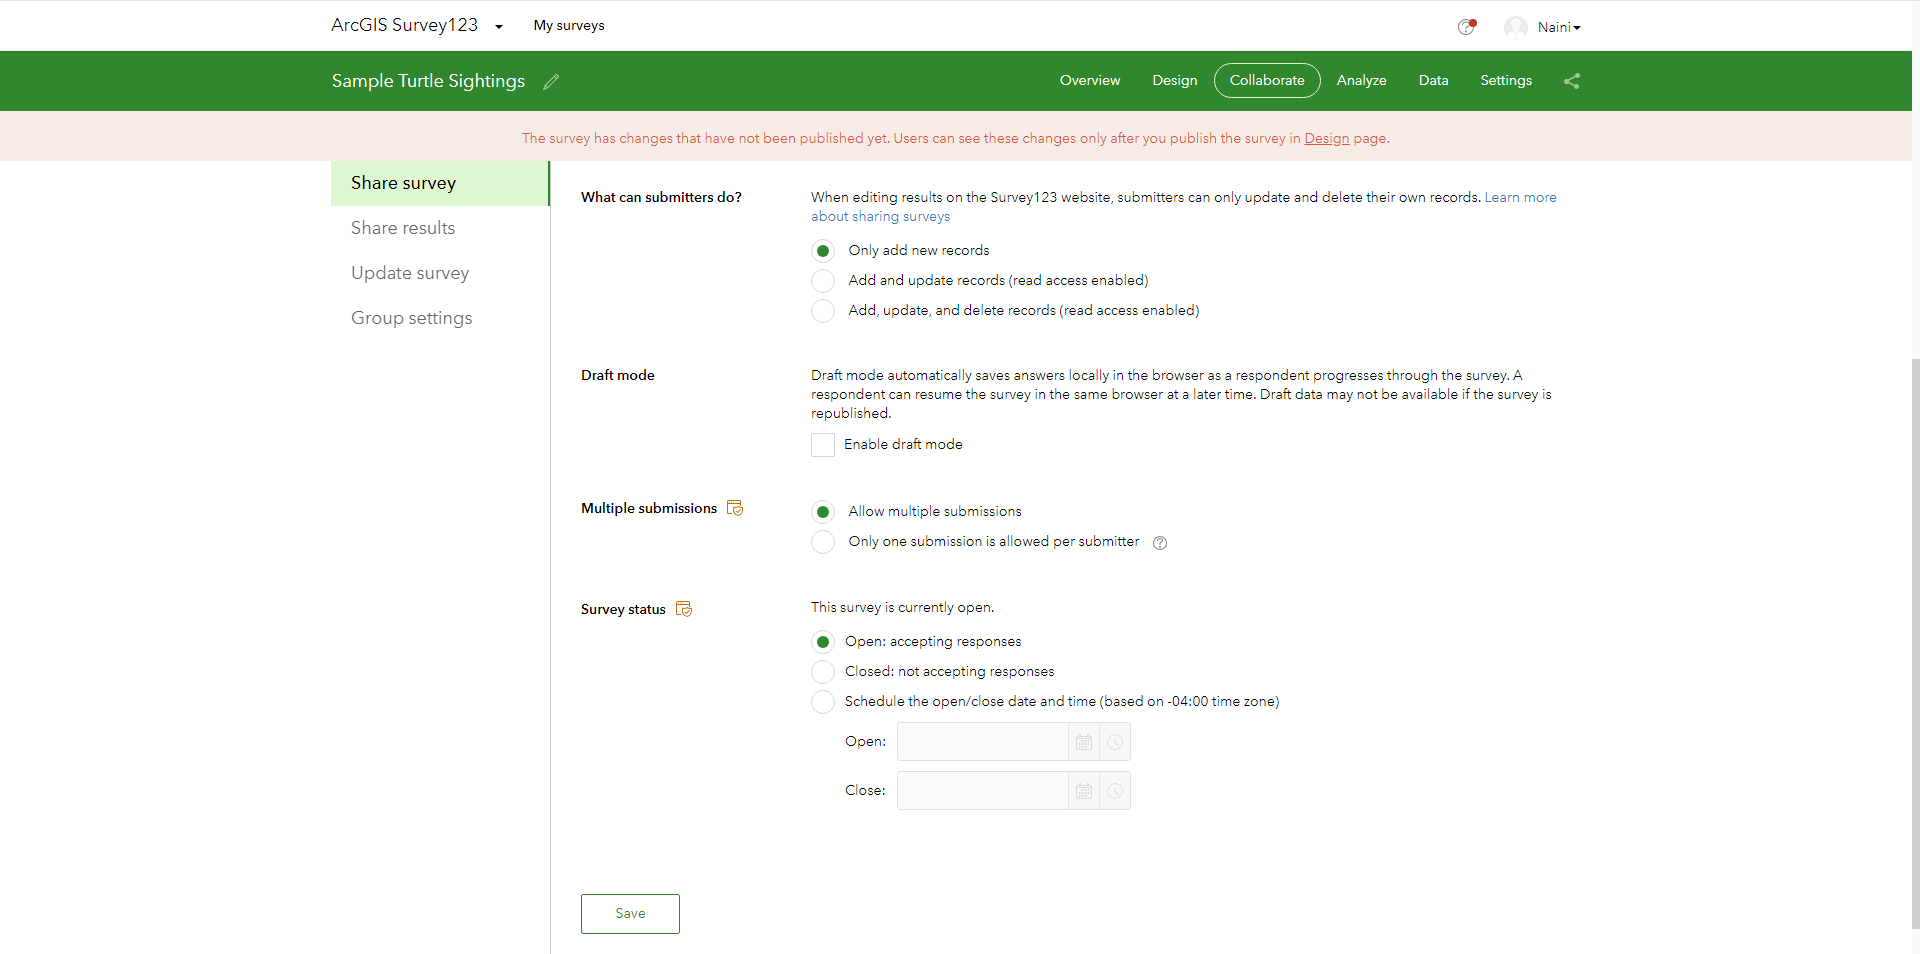 ArcGIS Survey123
My surveys
Naini
Sample Turtle Sightings
Overview
Design
Collaborate
Analyze
Data
Settings
The survey has changes that have not been published yet. Users can see these changes only after you publish the survey in Design page.
Share survey
Share results
Update survey
Group settings
What can submitters do?
When editing results on the Survey123 website, submitters can only update and delete their own records. Learn more
about sharing surveys
Only add new records
Add and update records (read access enabled)
Add, update, and delete records (read access enabled)
Draft mode
Draft mode automatically saves answers locally in the browser as a respondent progresses through the survey. A
respondent can resume the survey in the same browser at a later time. Draft data may not be available if the survey is
republished.
Enable draft mode
Multiple submissions
Allow multiple submissions
Only one submission is allowed per submitter
Survey status
This survey is currently open.
Open: accepting responses
Closed: not accepting responses
Schedule the open/close date and time (based on -04:00 time zone)
Open:
Close:
Save